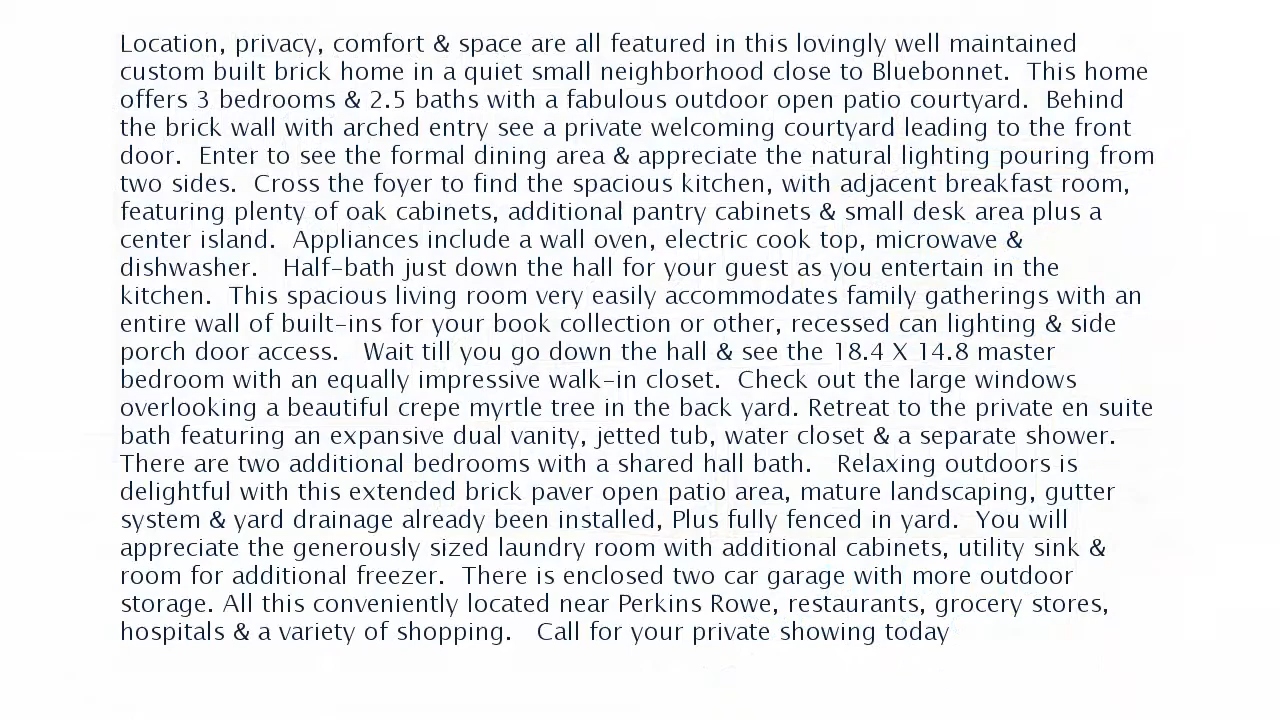 Location, privacy, comfort & space are all featured in this lovingly well maintained
custom built brick home in a quiet small neighborhood close to Bluebonnet.  This home
offers 3 bedrooms & 2.5 baths with a fabulous outdoor open patio courtyard.  Behind
the brick wall with arched entry see a private welcoming courtyard leading to the front
door.  Enter to see the formal dining area & appreciate the natural lighting pouring from
two sides.  Cross the foyer to find the spacious kitchen, with adjacent breakfast room,
featuring plenty of oak cabinets, additional pantry cabinets & small desk area plus a
center island.  Appliances include a wall oven, electric cook top, microwave &
dishwasher.   Half-bath just down the hall for your guest as you entertain in the
kitchen.  This spacious living room very easily accommodates family gatherings with an
entire wall of built-ins for your book collection or other, recessed can lighting & side
porch door access.   Wait till you go down the hall & see the 18.4 X 14.8 master
bedroom with an equally impressive walk-in closet.  Check out the large windows
overlooking a beautiful crepe myrtle tree in the back yard. Retreat to the private en suite
bath featuring an expansive dual vanity, jetted tub, water closet & a separate shower.
There are two additional bedrooms with a shared hall bath.   Relaxing outdoors is
delightful with this extended brick paver open patio area, mature landscaping, gutter
system & yard drainage already been installed, Plus fully fenced in yard.  You will
appreciate the generously sized laundry room with additional cabinets, utility sink &
room for additional freezer.  There is enclosed two car garage with more outdoor
storage. All this conveniently located near Perkins Rowe, restaurants, grocery stores,
hospitals & a variety of shopping.   Call for your private showing today